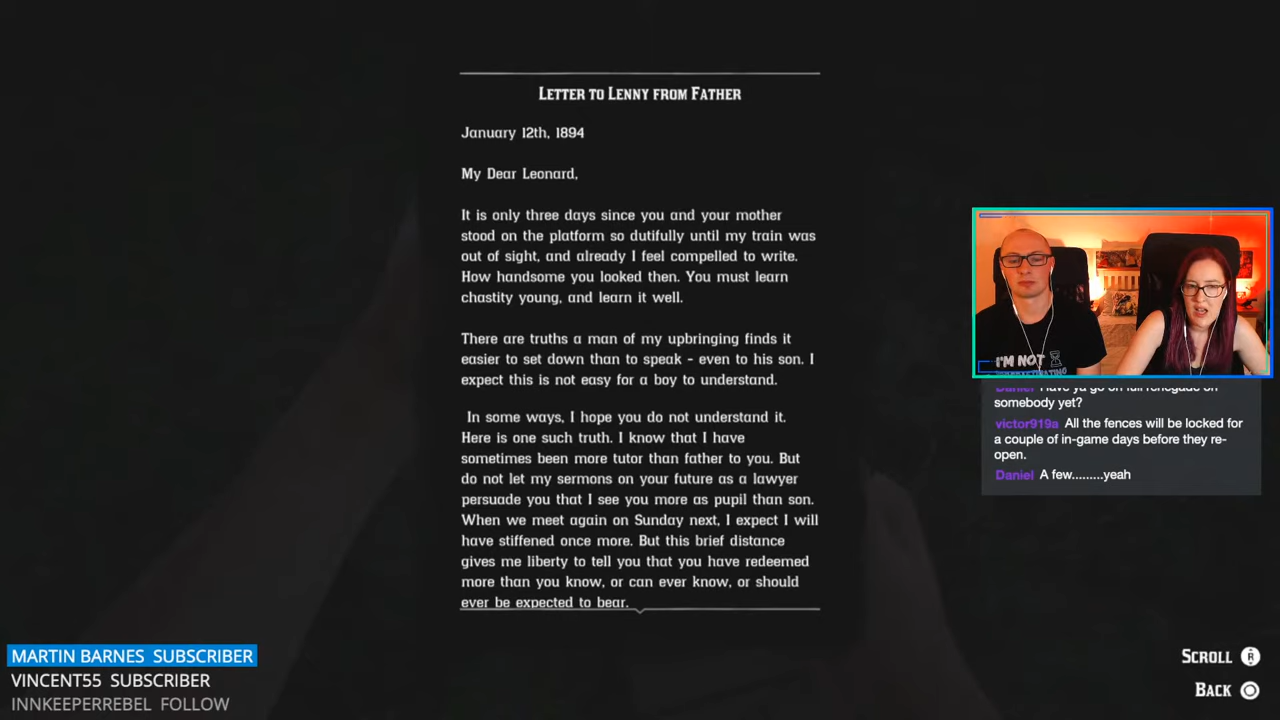 LETTER TO LENNY FROM FATHER
January 12th, 1894
My Dear Leonard,
It is only three days since you and your mother
stood on the platform so dutifully until my train was
out of sight, and already I feel compelled to write.
How handsome you looked then. You must learn
chastity young, and learn it well.
There are truths a man of my upbringing finds it
easier to set down than to speak - even to his son. I
expect this is not easy for a boy to understand.
In some ways, I hope you do not understand it.
Here is one such truth. I know that I have
sometimes been more tutor than father to you. But
do not let my sermons on your future as a lawyer
persuade you that I see you more as pupil than son.
When we meet again on Sunday next, I expect I will
have stiffened once more. But this brief distance
gives me liberty to tell you that you have redeemed
more than you know, or can ever know, or should
ever be expected to bear.
I'M NOT
Daniel Have ya go on full renegade on
somebody yet?
victor919a All the fences will be locked for
a couple of in-game days before they re-
open.
Daniel A few.........yeah
MARTIN BARNES SUBSCRIBER
VINCENT55 SUBSCRIBER
INNKEEPERREBEL FOLLOW
SCROLL R
BACK